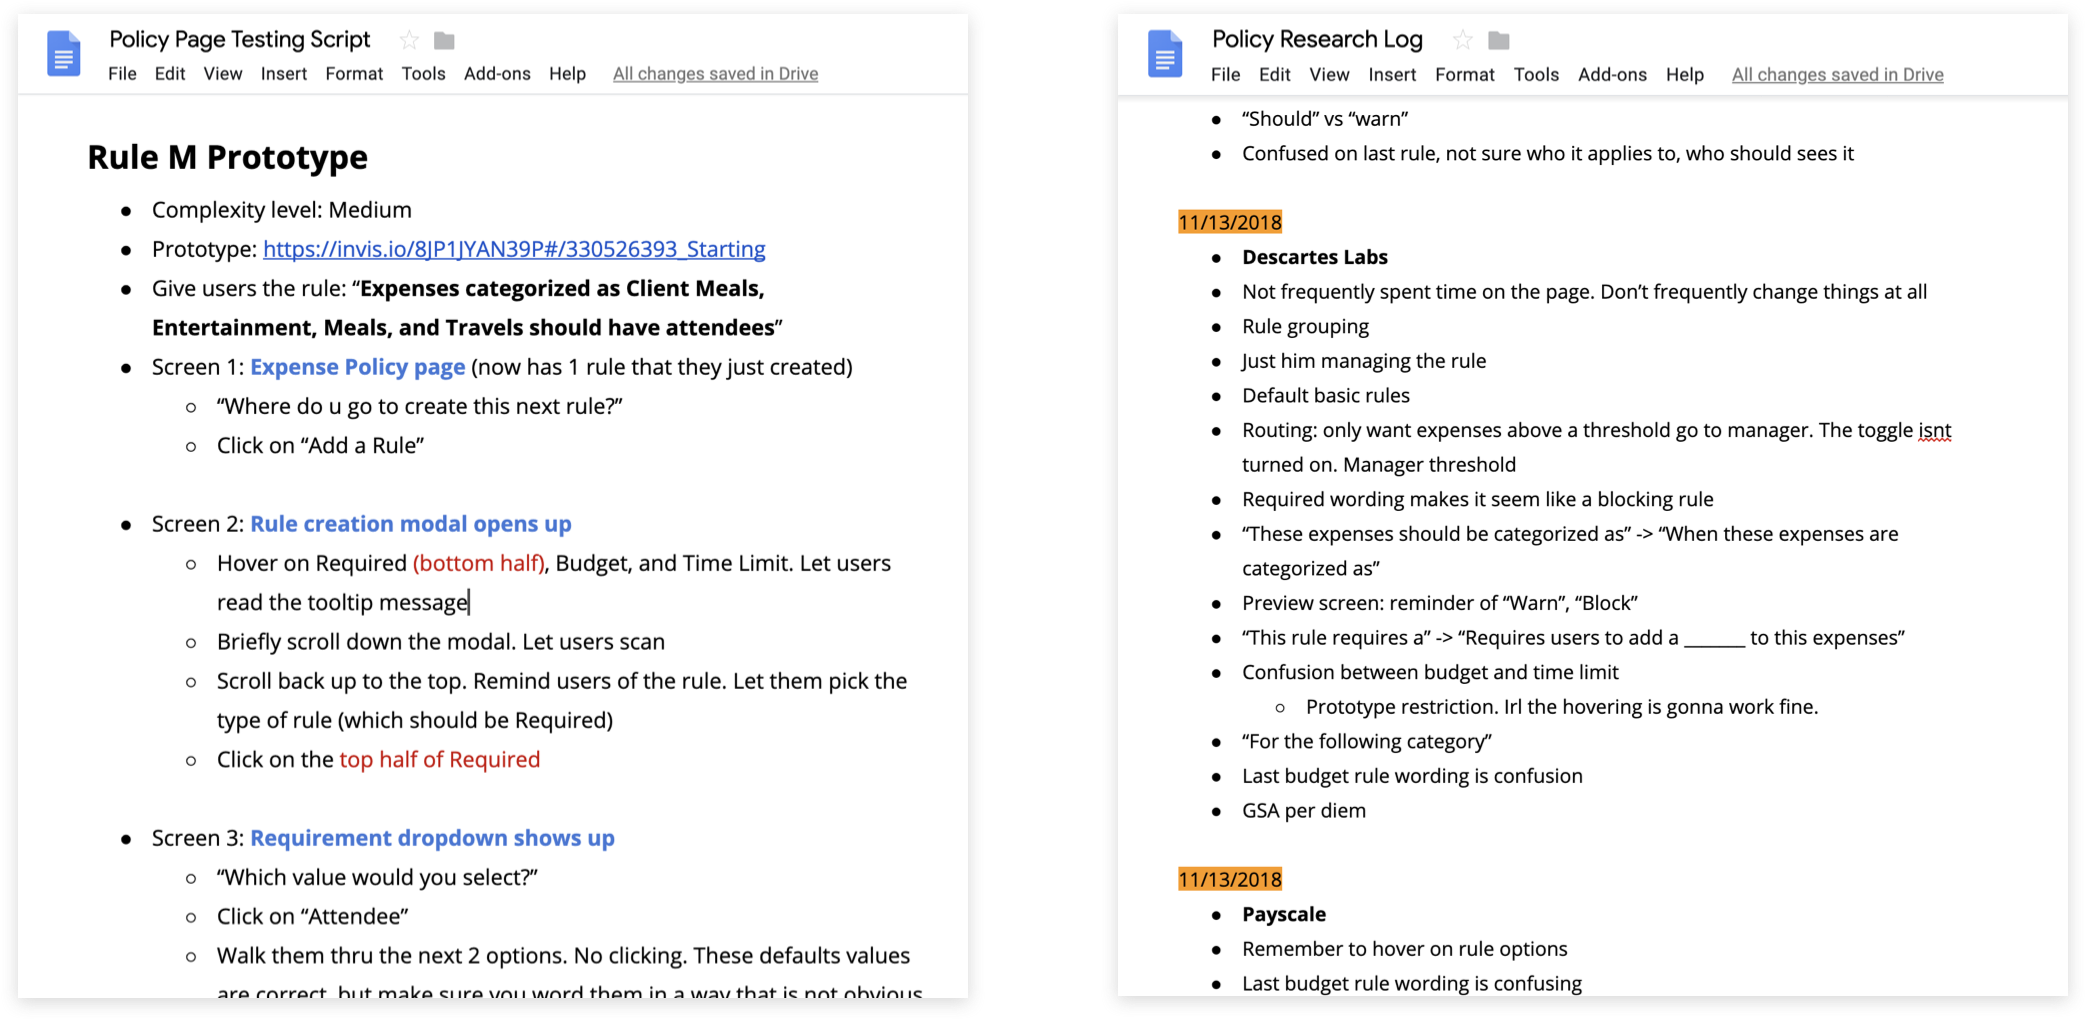 Policy Page Testing Script
File Edit View Insert Format Tools Add-ons Help All changes saved in Drive
Rule M Prototype
● Complexity level: Medium
● Prototype: https://invis.io/8JP1JYAN39P#/330526393_Starting
● Give users the rule: “Expenses categorized as Client Meals,
Entertainment, Meals, and Travels should have attendees”
● Screen 1: Expense Policy page (now has 1 rule that they just created)
○ “Where do u go to create this next rule?”
○ Click on “Add a Rule”
● Screen 2: Rule creation modal opens up
○ Hover on Required (bottom half), Budget, and Time Limit. Let users
read the tooltip message
○ Briefly scroll down the modal. Let users scan
○ Scroll back up to the top. Remind users of the rule. Let them pick the
type of rule (which should be Required)
○ Click on the top half of Required
● Screen 3: Requirement dropdown shows up
○ “Which value would you select?”
○ Click on “Attendee”
○ Walk them thru the next 2 options. No clicking. These defaults values
are correct, but make sure you word them in a way that is not obvious
Policy Research Log
File Edit View Insert Format Tools Add-ons Help All changes saved in Drive
● “Should” vs “warn”
● Confused on last rule, not sure who it applies to, who should sees it
11/13/2018
● Descartes Labs
● Not frequently spent time on the page. Don’t frequently change things at all
● Rule grouping
● Just him managing the rule
● Default basic rules
● Routing: only want expenses above a threshold go to manager. The toggle isnt
turned on. Manager threshold
● Required wording makes it seem like a blocking rule
● “These expenses should be categorized as” -> “When these expenses are
categorized as”
● Preview screen: reminder of “Warn”, “Block”
● “This rule requires a” -> “Requires users to add a ______ to this expenses”
● Confusion between budget and time limit
○ Prototype restriction. Irl the hovering is gonna work fine.
● “For the following category”
● Last budget rule wording is confusion
● GSA per diem
11/13/2018
● Payscale
● Remember to hover on rule options
● Last budget rule wording is confusing